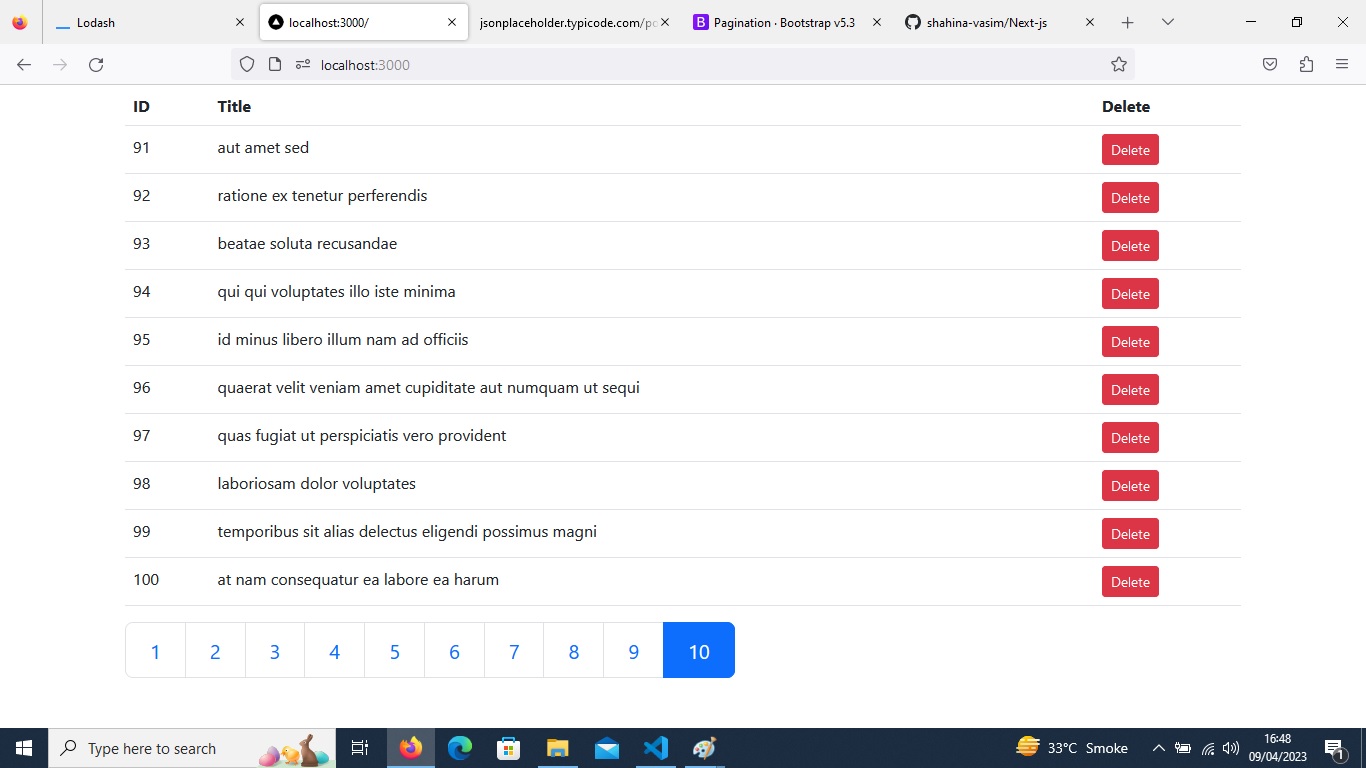 Lodash
localhost:3000/
jsonplaceholder.typicode.com/po
B Pagination · Bootstrap v5.3
shahina-vasim/Next-js
localhost:3000
ID Title Delete
91 aut amet sed Delete
92 ratione ex tenetur perferendis Delete
93 beatae soluta recusandae Delete
94 qui qui voluptates illo iste minima Delete
95 id minus libero illum nam ad officiis Delete
96 quaerat velit veniam amet cupiditate aut numquam ut sequi Delete
97 quas fugiat ut perspiciatis vero provident Delete
98 laboriosam dolor voluptates Delete
99 temporibus sit alias delectus eligendi possimus magni Delete
100 at nam consequatur ea labore ea harum Delete
1 2 3 4 5 6 7 8 9 10
Type here to search
33°C Smoke
16:48
09/04/2023
1